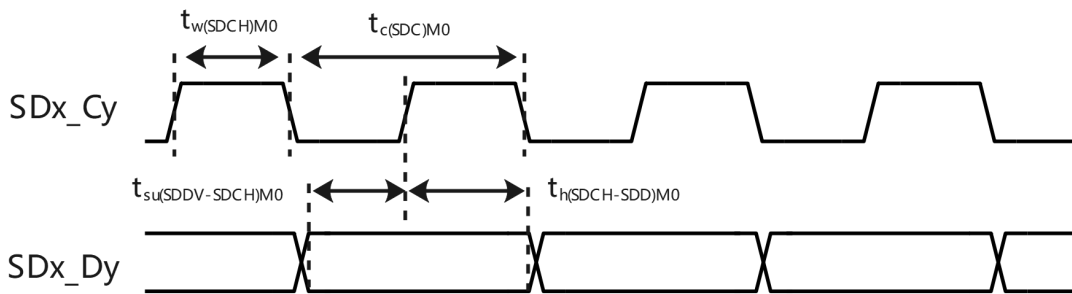 tw(SDCH)M0 tc(SDC)M0
SDx_Cy
tsu(SDDV-SDCH)M0 th(SDCH-SDD)M0
SDx_Dy